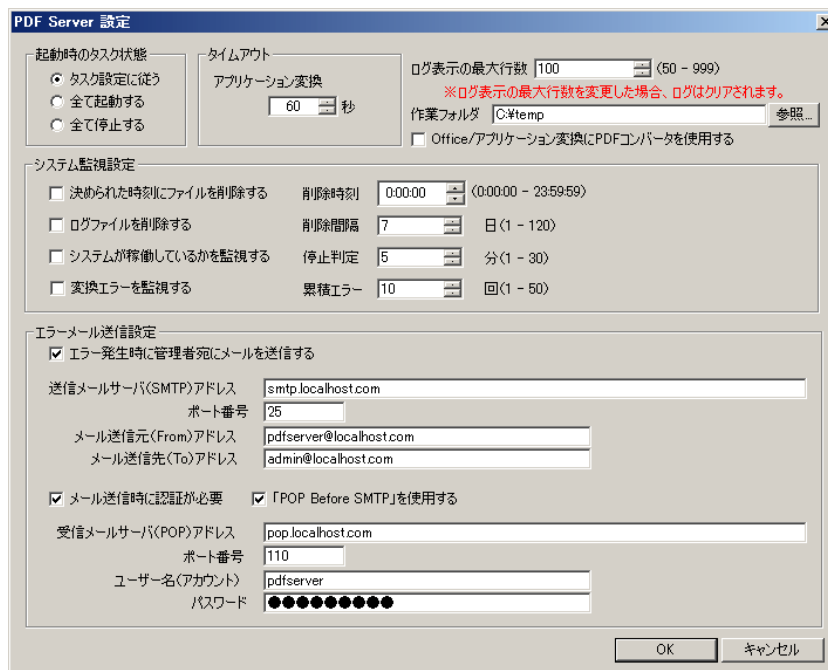 PDF Server 設定
起動時のタスク状態
タスク設定に従う
全て起動する
全て停止する
タイムアウト
アプリケーション変換
60 秒
ログ表示の最大行数 100 (50 - 999)
※ログ表示の最大行数を変更した場合、ログはクリアされます。
作業フォルダ C:¥temp 参照...
Office/アプリケーション変換にPDFコンバータを使用する
システム監視設定
決められた時刻にファイルを削除する 削除時刻 0:00:00 (0:00:00 - 23:59:59)
ログファイルを削除する 削除間隔 7 日(1 - 120)
システムが稼働しているかを監視する 停止判定 5 分(1 - 30)
変換エラーを監視する 累積エラー 10 回(1 - 50)
エラーメール送信設定
エラー発生時に管理者宛にメールを送信する
送信メールサーバ(SMTP)アドレス smtp.localhost.com
ポート番号 25
メール送信元(From)アドレス pdfserver@localhost.com
メール送信先(To)アドレス admin@localhost.com
メール送信時に認証が必要 「POP Before SMTP」を使用する
受信メールサーバ(POP)アドレス pop.localhost.com
ポート番号 110
ユーザー名(アカウント) pdfserver
パスワード ●●●●●●●●●
OK キャンセル